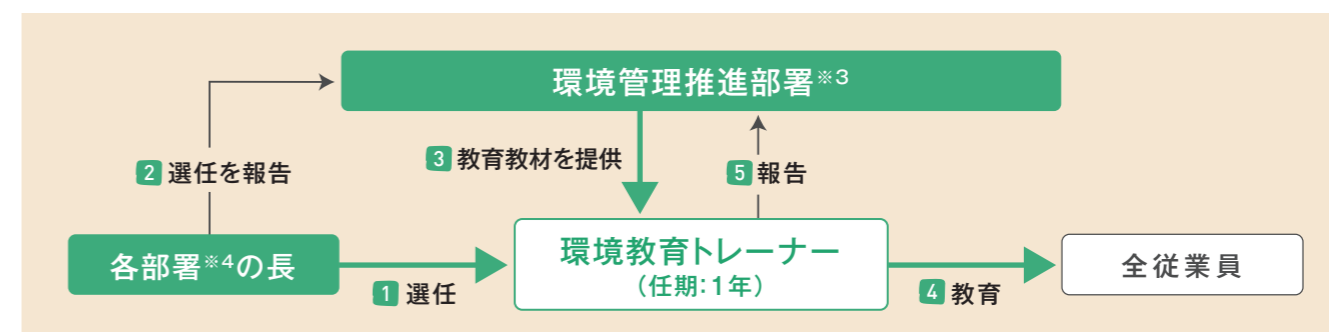 環境管理推進部署※3
2 選任を報告
3 教育教材を提供
5 報告
各部署※4の長
1 選任
環境教育トレーナー
（任期：1年）
4 教育
全従業員